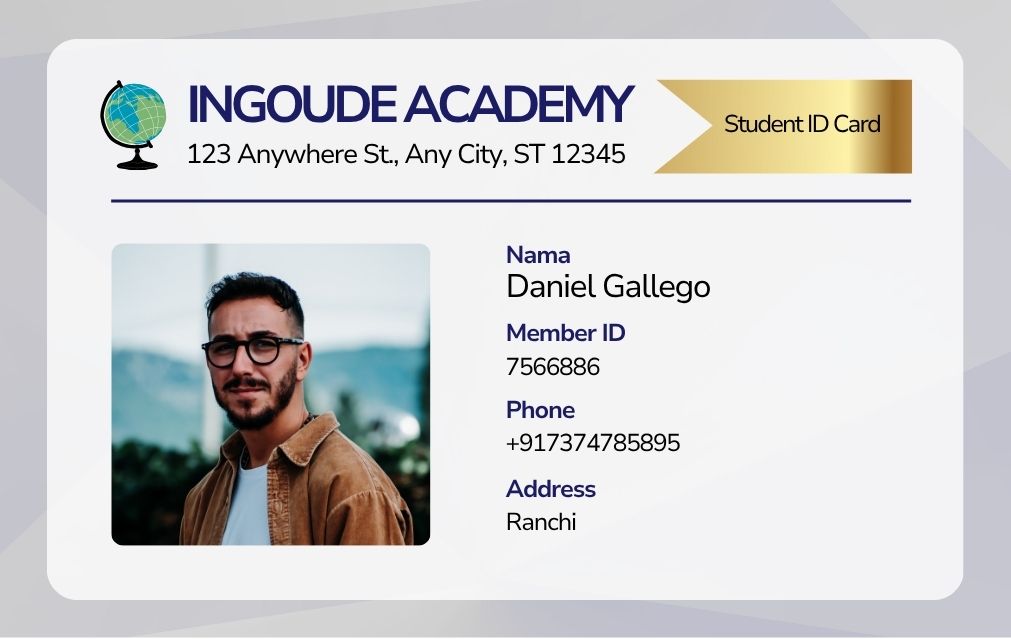 INGOUDE ACADEMY
123 Anywhere St., Any City, ST 12345
Student ID Card
Nama
Daniel Gallego
Member ID
7566886
Phone
+917374785895
Address
Ranchi